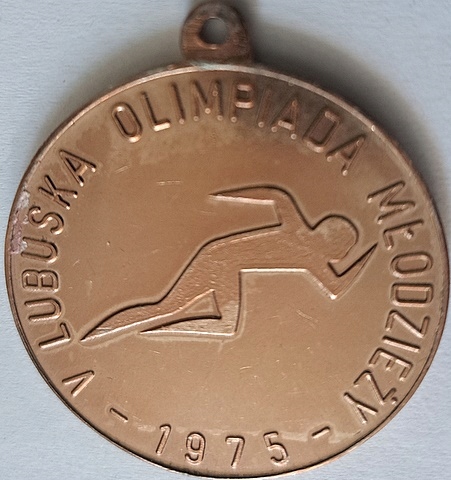 V LUBUSKA OLIMPIADA MŁODZIEŻY
- 1975 -